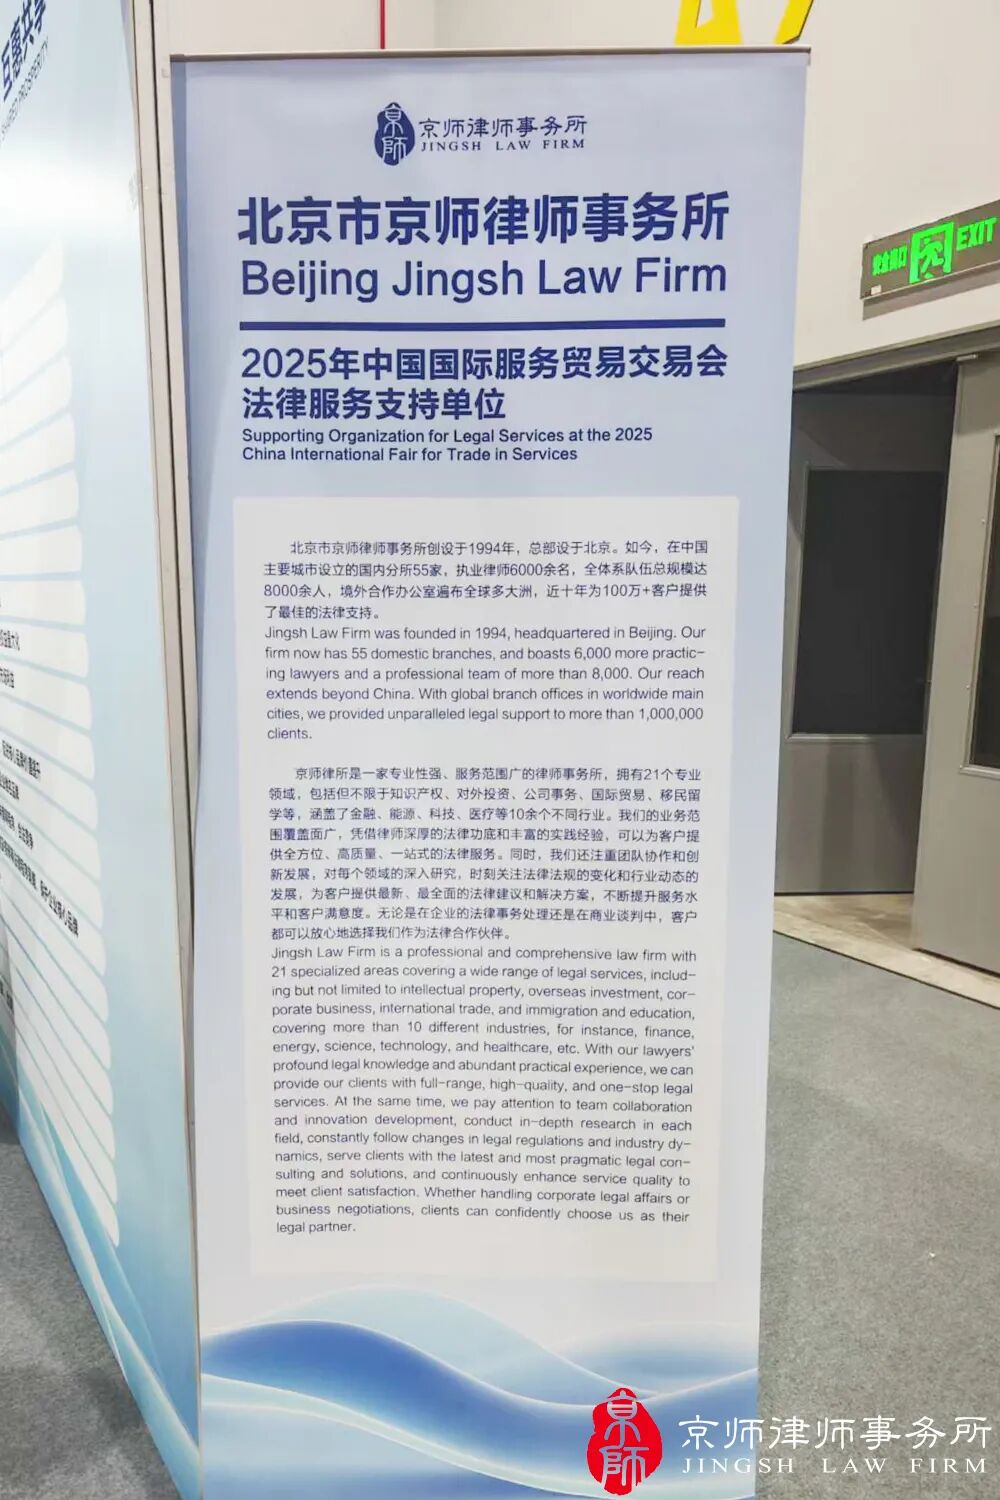 互惠共享
SHARED PROSPERITY
京師
京师律师事务所
JINGSH LAW FIRM
北京市京师律师事务所
Beijing Jingsh Law Firm
2025年中国国际服务贸易交易会
法律服务支持单位
Supporting Organization for Legal Services at the 2025
China International Fair for Trade in Services
北京市京师律师事务所创设于1994年，总部设于北京。如今，在中国
主要城市设立的国内分所55家，执业律师6000余名，全体系队伍总规模达
8000余人，境外合作办公室遍布全球多大洲，近十年为100万+客户提供
了最佳的法律支持。
Jingsh Law Firm was founded in 1994, headquartered in Beijing. Our
firm now has 55 domestic branches, and boasts 6,000 more practic-
ing lawyers and a professional team of more than 8,000. Our reach
extends beyond China. With global branch offices in worldwide main
cities, we provided unparalleled legal support to more than 1,000,000
clients.
京师律所是一家专业性强、服务范围广的律师事务所，拥有21个专业
领域，包括但不限于知识产权、对外投资、公司事务、国际贸易、移民留
学等，涵盖了金融、能源、科技、医疗等10余个不同行业。我们的业务范
围覆盖面广，凭借律师深厚的法律功底和丰富的实践经验，可以为客户提
供全方位、高质量、一站式的法律服务。同时，我们还注重团队协作和创
新发展，对每个领域的深入研究，时刻关注法律法规的变化和行业动态的
发展，为客户提供最新、最全面的法律建议和解决方案，不断提升服务水
平和客户满意度。无论是在企业的法律事务处理还是在商业谈判中，客户
都可以放心地选择我们作为法律合作伙伴。
Jingsh Law Firm is a professional and comprehensive law firm with
21 specialized areas covering a wide range of legal services, includ-
ing but not limited to intellectual property, overseas investment, cor-
porate business, international trade, and immigration and education,
covering more than 10 different industries, for instance, finance,
energy, science, technology, and healthcare, etc. With our lawyers'
profound legal knowledge and abundant practical experience, we can
provide our clients with full-range, high-quality, and one-stop legal
services. At the same time, we pay attention to team collaboration
and innovation development, conduct in-depth research in each
field, constantly follow changes in legal regulations and industry dy-
namics, serve clients with the latest and most pragmatic legal con-
sulting and solutions, and continuously enhance service quality to
meet client satisfaction. Whether handling corporate legal affairs or
business negotiations, clients can confidently choose us as their
legal partner.
安全出口 EXIT
京師
京师律师事务所
JINGSH LAW FIRM